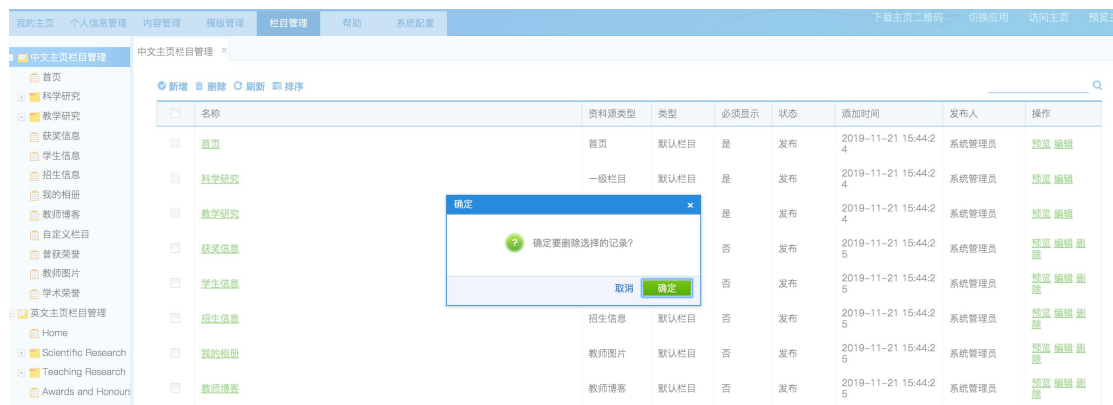 我的主页 个人信息管理 内容管理 模板管理 栏目管理 帮助 系统配置 下载主页二维码 切换应用 访问主页 预览主
中文主页栏目管理
首页
科学研究
教学研究
获奖信息
学生信息
招生信息
我的相册
教师博客
自定义栏目
曾获荣誉
教师图片
学术荣誉
英文主页栏目管理
Home
Scientific Research
Teaching Research
Awards and Honours
中文主页栏目管理 ×
新增 删除 刷新 排序
名称 资料源类型 类型 必须显示 状态 添加时间 发布人 操作
首页 首页 默认栏目 是 发布 2019-11-21 15:44:2 系统管理员 预览 编辑
4
科学研究 一级栏目 默认栏目 是 发布 2019-11-21 15:44:2 系统管理员 预览 编辑
4
教学研究 是 发布 2019-11-21 15:44:2 系统管理员 预览 编辑
4
获奖信息 否 发布 2019-11-21 15:44:2 系统管理员 预览 编辑 删
5 除
学生信息 否 发布 2019-11-21 15:44:2 系统管理员 预览 编辑 删
5 除
招生信息 招生信息 默认栏目 否 发布 2019-11-21 15:44:2 系统管理员 预览 编辑 删
5 除
我的相册 教师图片 默认栏目 否 发布 2019-11-21 15:44:2 系统管理员 预览 编辑 删
5 除
教师博客 教师博客 默认栏目 否 发布 2019-11-21 15:44:2 系统管理员 预览 编辑 删
5 除
确定 ×
确定要删除选择的记录?
取消 确定